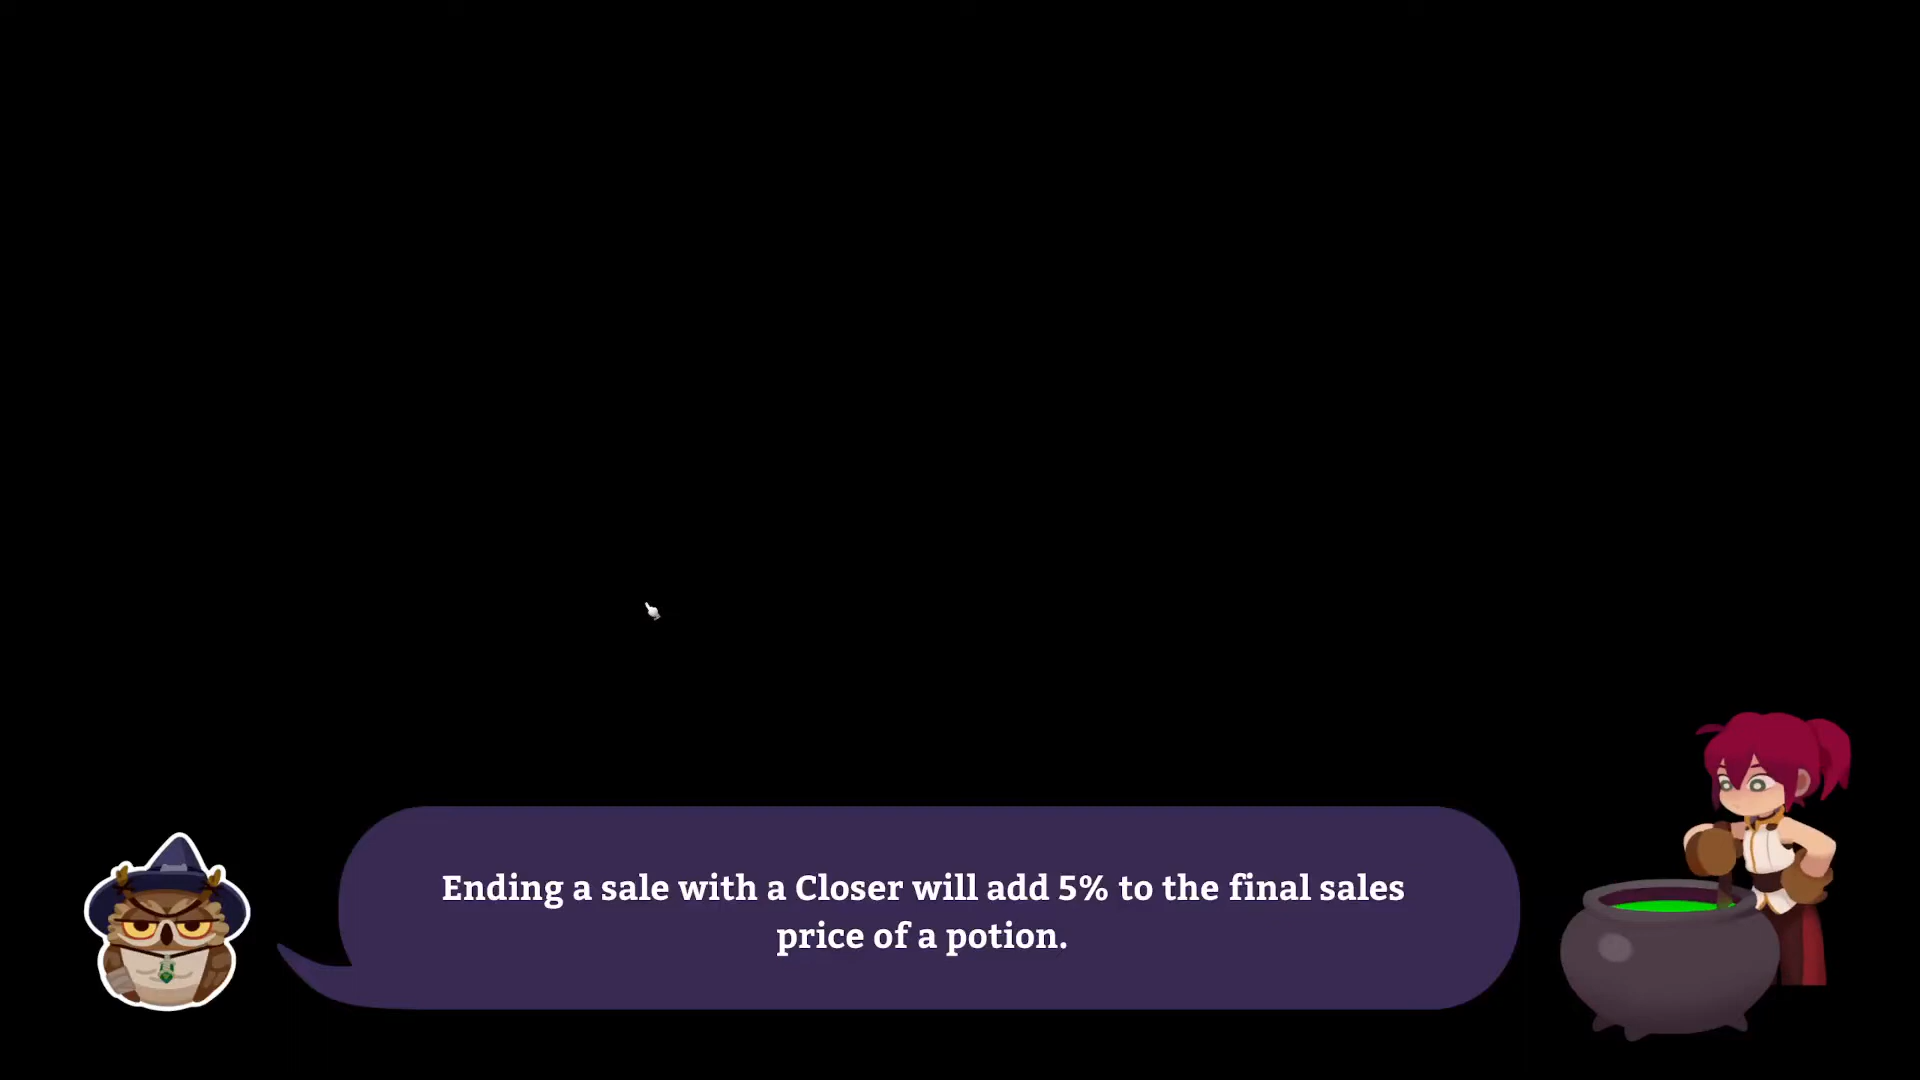 Ending a sale with a Closer will add 5% to the final sales
price of a potion.